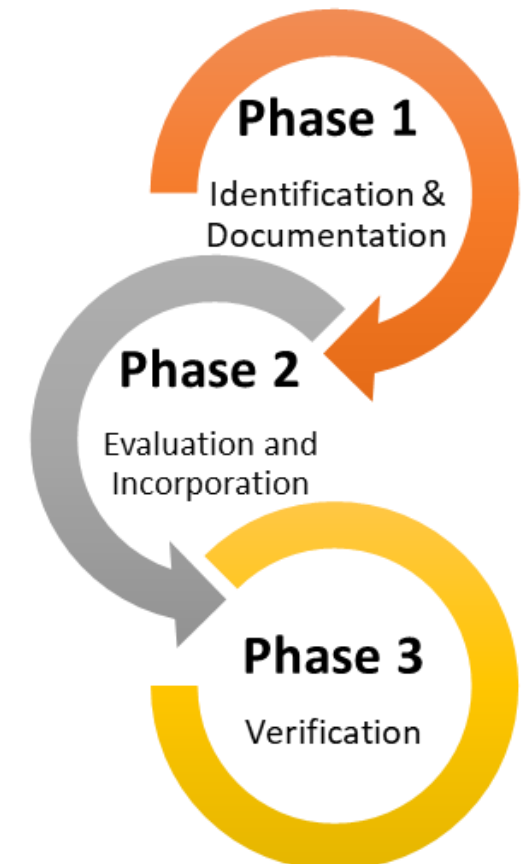 Phase 1
Identification &
Documentation
Phase 2
Evaluation and
Incorporation
Phase 3
Verification